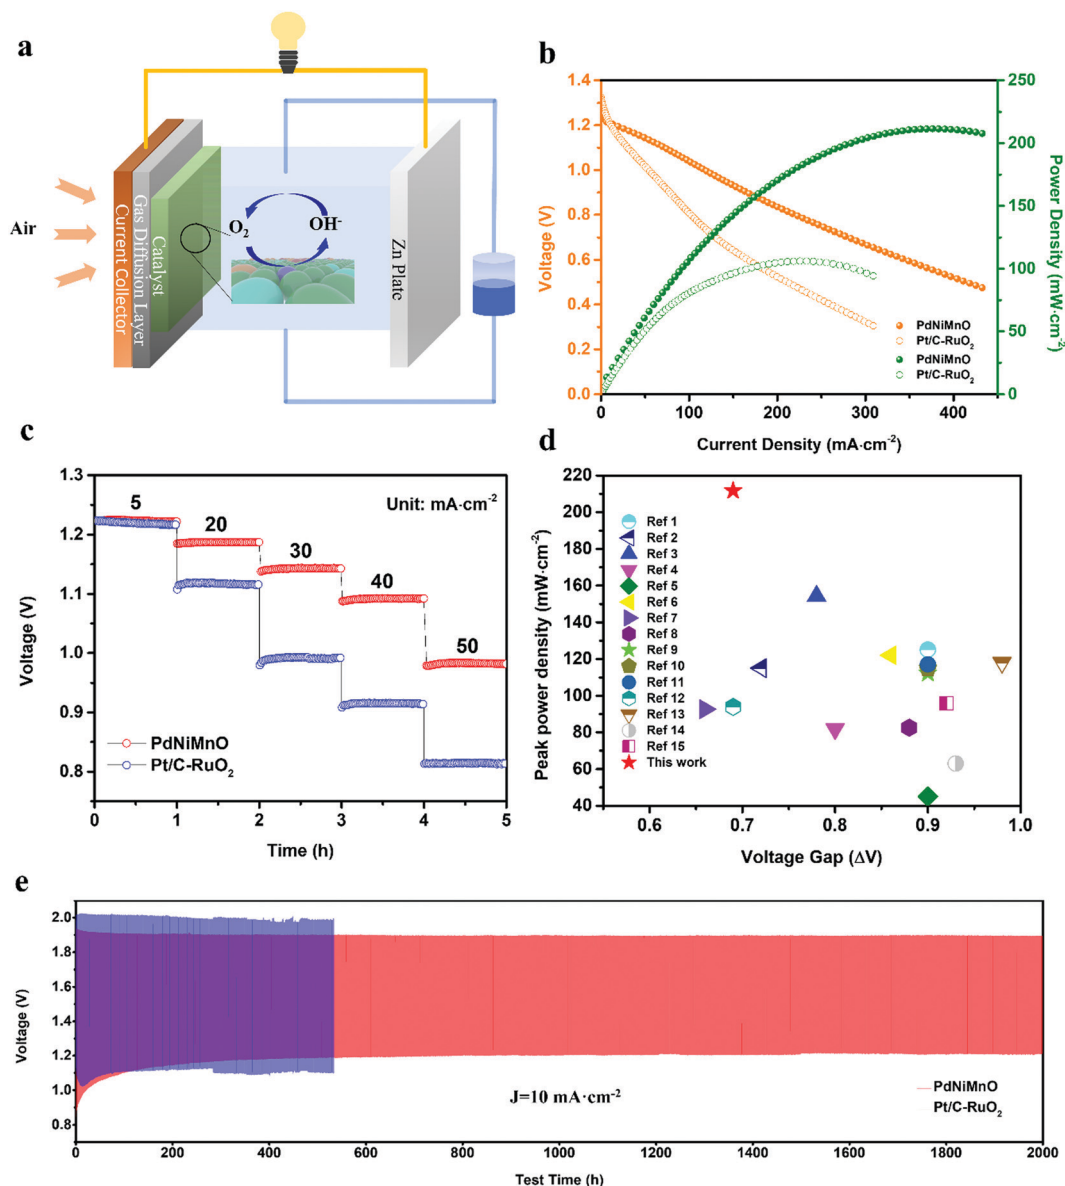 a
Air
Current Collector
Gas Diffusion Layer
Catalyst
O₂
OH⁻
Zn Plate
b
Voltage (V)
1.4
1.2
1.0
0.8
0.6
0.4
0.2
0.0
250
200
150
100
50
0
Power Density (mW·cm⁻²)
PdNiMnO
Pt/C-RuO₂
PdNiMnO
Pt/C-RuO₂
0 100 200 300 400
Current Density (mA·cm⁻²)
c
Voltage (V)
1.3
1.2
1.1
1.0
0.9
0.8
Unit: mA·cm⁻²
5
20
30
40
50
PdNiMnO
Pt/C-RuO₂
0 1 2 3 4 5
Time (h)
d
Peak power density (mW·cm⁻²)
220
200
180
160
140
120
100
80
60
40
Ref 1
Ref 2
Ref 3
Ref 4
Ref 5
Ref 6
Ref 7
Ref 8
Ref 9
Ref 10
Ref 11
Ref 12
Ref 13
Ref 14
Ref 15
This work
0.6 0.7 0.8 0.9 1.0
Voltage Gap (ΔV)
e
Voltage (V)
2.0
1.8
1.6
1.4
1.2
1.0
0.8
J=10 mA·cm⁻²
PdNiMnO
Pt/C-RuO₂
0 200 400 600 800 1000 1200 1400 1600 1800 2000
Test Time (h)